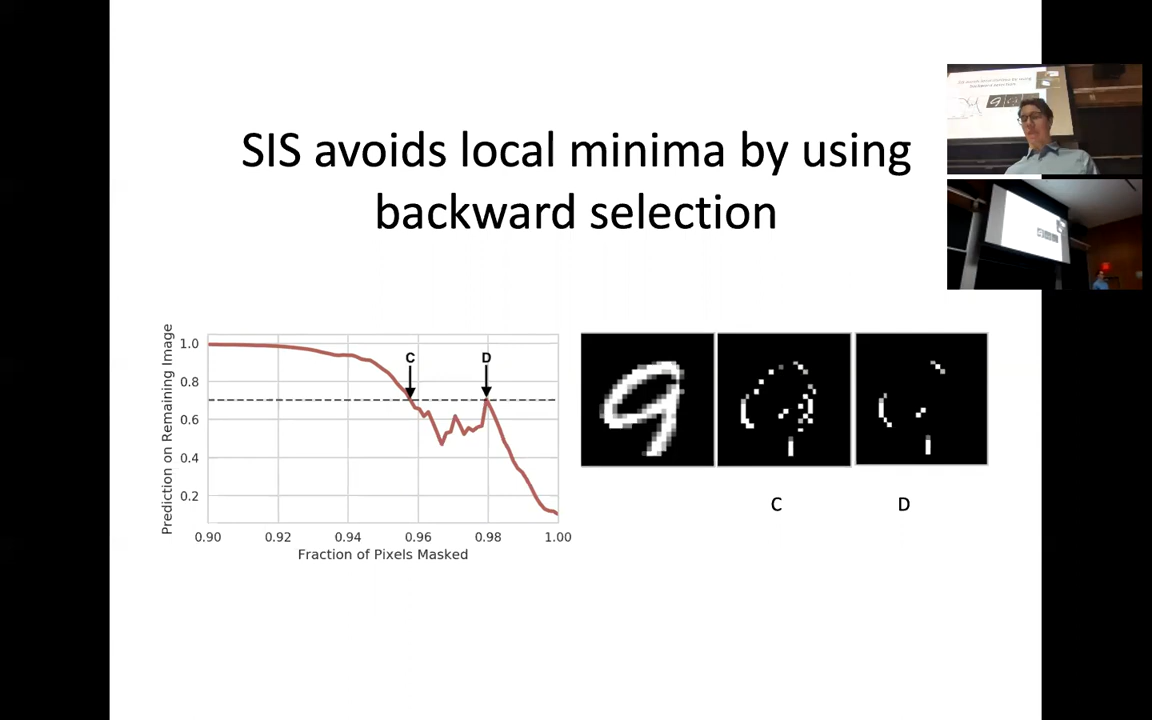 SIS avoids local minima by using
backward selection
Prediction on Remaining Image
1.0
0.8
0.6
0.4
0.2
C
D
0.90 0.92 0.94 0.96 0.98 1.00
Fraction of Pixels Masked
9
C D